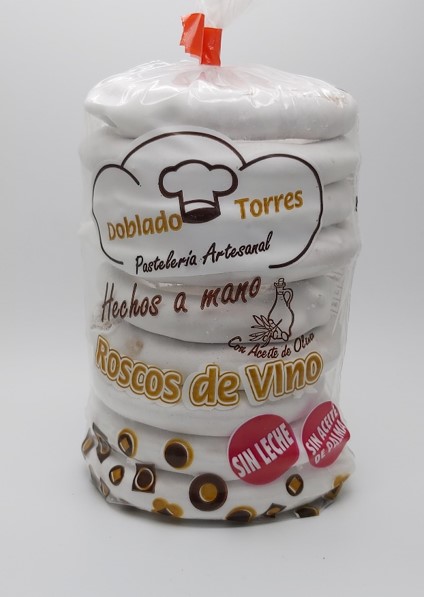 Doblado Torres
Pastelería Artesanal
Hechos a mano
Con Aceite de Oliva
Roscos de Vino
SIN LECHE
SIN ACEITE
DE PALMA